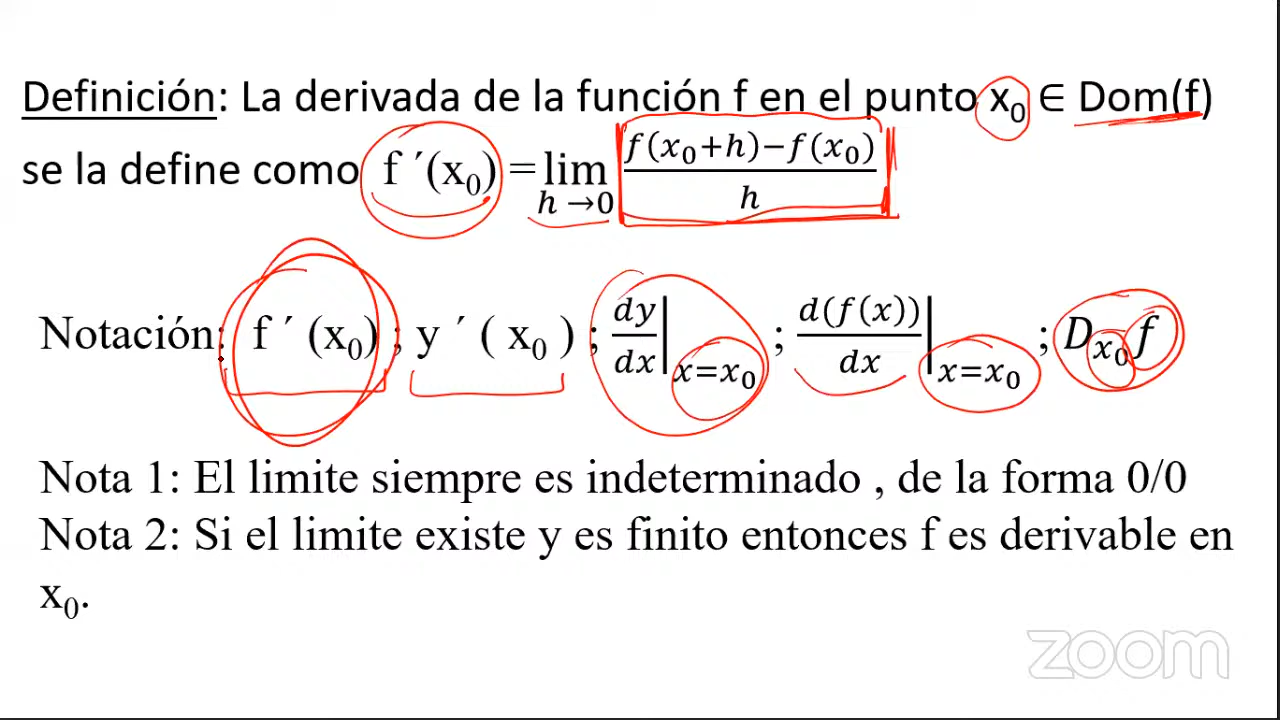 Definición: La derivada de la función f en el punto x₀ ∈ Dom(f)
se la define como f ´(x₀) = lim h→0 f(x₀+h)−f(x₀) / h
Notación: f ´ (x₀) ; y ´ ( x₀ ) ; dy/dx|x=x₀ ; d(f(x))/dx|x=x₀ ; Dx₀f
Nota 1: El limite siempre es indeterminado , de la forma 0/0
Nota 2: Si el limite existe y es finito entonces f es derivable en
x₀.
zoom